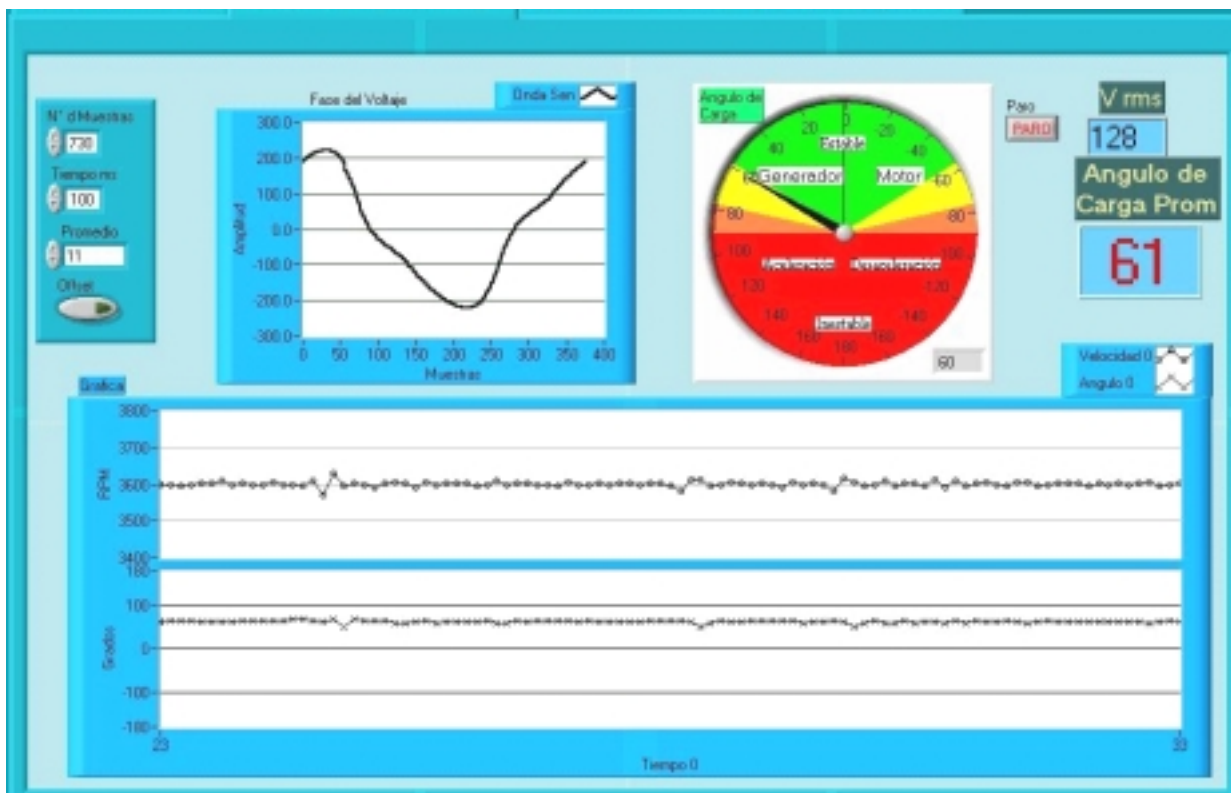 N° d Muestras
730
Tiempo ms
100
Promedio
11
Offset
Fase del Voltaje
Onda Sen
Amplitud
300.0
200.0
100.0
0.0
-100.0
-200.0
-300.0
0 50 100 150 200 250 300 350 400
Muestras
Angulo de
Carga
0
20 -20
40 -40
60 -60
80 -80
100 -100
120 -120
140 -140
160 -160
180
Estable
Generador Motor
Aceleracion Desaceleracion
Inestable
60
Paro
PARO
V rms
128
Angulo de
Carga Prom
61
Velocidad 0
Angulo 0
Grafica
RPM
3800
3700
3600
3500
3400
Grados
180
100
0
-100
-180
23 33
Tiempo 0